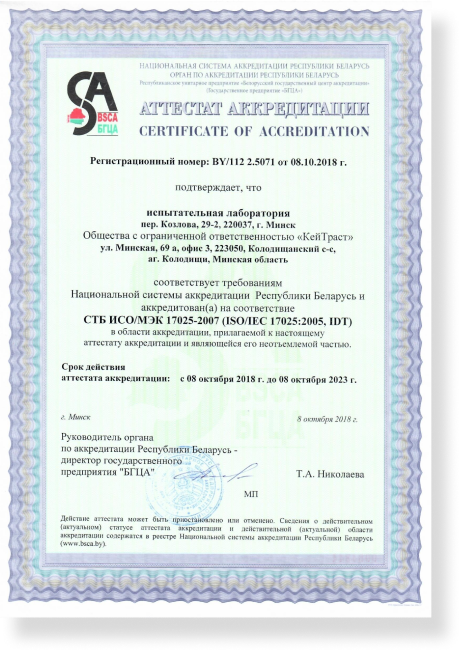 НАЦИОНАЛЬНАЯ СИСТЕМА АККРЕДИТАЦИИ РЕСПУБЛИКИ БЕЛАРУСЬ
ОРГАН ПО АККРЕДИТАЦИИ РЕСПУБЛИКИ БЕЛАРУСЬ
Республиканское унитарное предприятие «Белорусский государственный центр аккредитации»
(Государственное предприятие «БГЦА»)
BSCA
БГЦА
АТТЕСТАТ АККРЕДИТАЦИИ
CERTIFICATE OF ACCREDITATION
Регистрационный номер: BY/112 2.5071 от 08.10.2018 г.
подтверждает, что
испытательная лаборатория
пер. Козлова, 29-2, 220037, г. Минск
Общества с ограниченной ответственностью «КейТраст»
ул. Минская, 69 а, офис 3, 223050, Колодищанский с-с,
аг. Колодищи, Минская область
соответствует требованиям
Национальной системы аккредитации Республики Беларусь и
аккредитован(а) на соответствие
СТБ ИСО/МЭК 17025-2007 (ISO/IEC 17025:2005, IDT)
в области аккредитации, прилагаемой к настоящему
аттестату аккредитации и являющейся его неотъемлемой частью.
Срок действия
аттестата аккредитации: с 08 октября 2018 г. до 08 октября 2023 г.
г. Минск 8 октября 2018 г.
Руководитель органа
по аккредитации Республики Беларусь -
директор государственного
предприятия "БГЦА" Т.А. Николаева
МП
BSCA
БГЦА
Действие аттестата может быть приостановлено или отменено. Сведения о действительном
(актуальном) статусе аттестата аккредитации и действительной (актуальной) области
аккредитации содержатся в реестре Национальной системы аккредитации Республики Беларусь
(www.bsca.by).